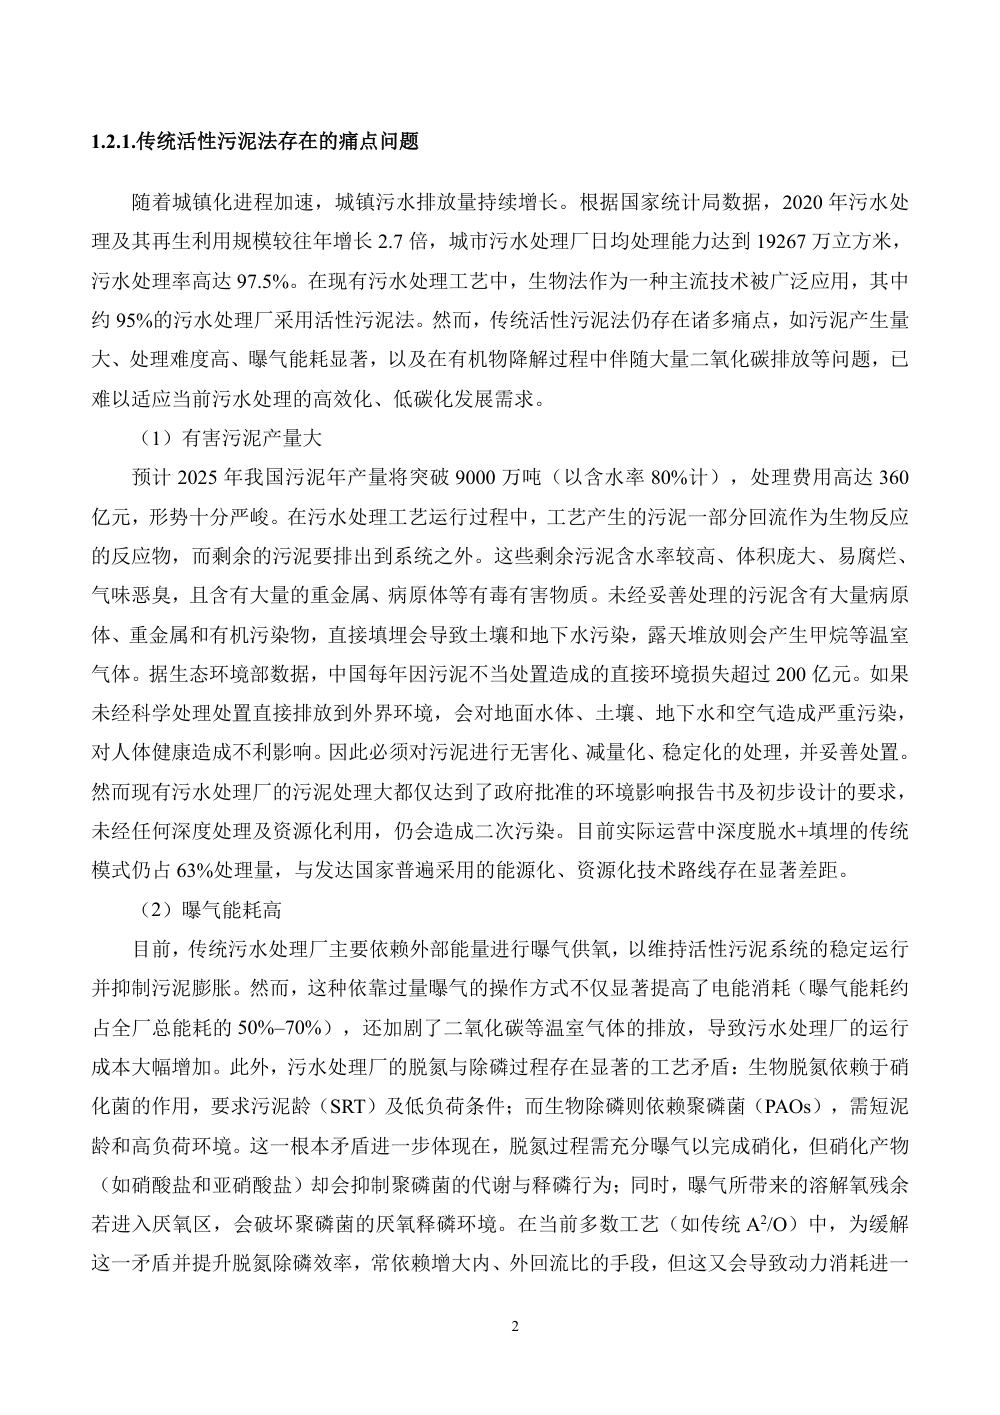 1.2.1.传统活性污泥法存在的痛点问题
随着城镇化进程加速，城镇污水排放量持续增长。根据国家统计局数据，2020 年污水处
理及其再生利用规模较往年增长 2.7 倍，城市污水处理厂日均处理能力达到 19267 万立方米，
污水处理率高达 97.5%。在现有污水处理工艺中，生物法作为一种主流技术被广泛应用，其中
约 95%的污水处理厂采用活性污泥法。然而，传统活性污泥法仍存在诸多痛点，如污泥产生量
大、处理难度高、曝气能耗显著，以及在有机物降解过程中伴随大量二氧化碳排放等问题，已
难以适应当前污水处理的高效化、低碳化发展需求。
（1）有害污泥产量大
预计 2025 年我国污泥年产量将突破 9000 万吨（以含水率 80%计），处理费用高达 360
亿元，形势十分严峻。在污水处理工艺运行过程中，工艺产生的污泥一部分回流作为生物反应
的反应物，而剩余的污泥要排出到系统之外。这些剩余污泥含水率较高、体积庞大、易腐烂、
气味恶臭，且含有大量的重金属、病原体等有毒有害物质。未经妥善处理的污泥含有大量病原
体、重金属和有机污染物，直接填埋会导致土壤和地下水污染，露天堆放则会产生甲烷等温室
气体。据生态环境部数据，中国每年因污泥不当处置造成的直接环境损失超过 200 亿元。如果
未经科学处理处置直接排放到外界环境，会对地面水体、土壤、地下水和空气造成严重污染，
对人体健康造成不利影响。因此必须对污泥进行无害化、减量化、稳定化的处理，并妥善处置。
然而现有污水处理厂的污泥处理大都仅达到了政府批准的环境影响报告书及初步设计的要求，
未经任何深度处理及资源化利用，仍会造成二次污染。目前实际运营中深度脱水+填埋的传统
模式仍占 63%处理量，与发达国家普遍采用的能源化、资源化技术路线存在显著差距。
（2）曝气能耗高
目前，传统污水处理厂主要依赖外部能量进行曝气供氧，以维持活性污泥系统的稳定运行
并抑制污泥膨胀。然而，这种依靠过量曝气的操作方式不仅显著提高了电能消耗（曝气能耗约
占全厂总能耗的 50%–70%），还加剧了二氧化碳等温室气体的排放，导致污水处理厂的运行
成本大幅增加。此外，污水处理厂的脱氮与除磷过程存在显著的工艺矛盾：生物脱氮依赖于硝
化菌的作用，要求污泥龄（SRT）及低负荷条件；而生物除磷则依赖聚磷菌（PAOs），需短泥
龄和高负荷环境。这一根本矛盾进一步体现在，脱氮过程需充分曝气以完成硝化，但硝化产物
（如硝酸盐和亚硝酸盐）却会抑制聚磷菌的代谢与释磷行为；同时，曝气所带来的溶解氧残余
若进入厌氧区，会破坏聚磷菌的厌氧释磷环境。在当前多数工艺（如传统 A²/O）中，为缓解
这一矛盾并提升脱氮除磷效率，常依赖增大内、外回流比的手段，但这又会导致动力消耗进一
2